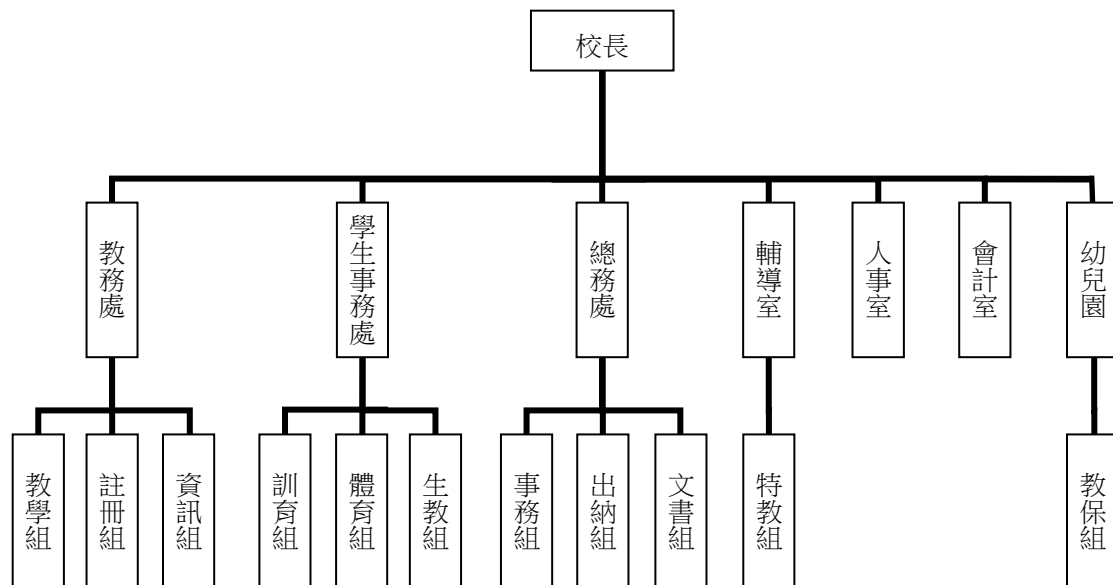 校長
教務處
學生事務處
總務處
輔導室
人事室
會計室
幼兒園
教學組
註冊組
資訊組
訓育組
體育組
生教組
事務組
出納組
文書組
特教組
教保組